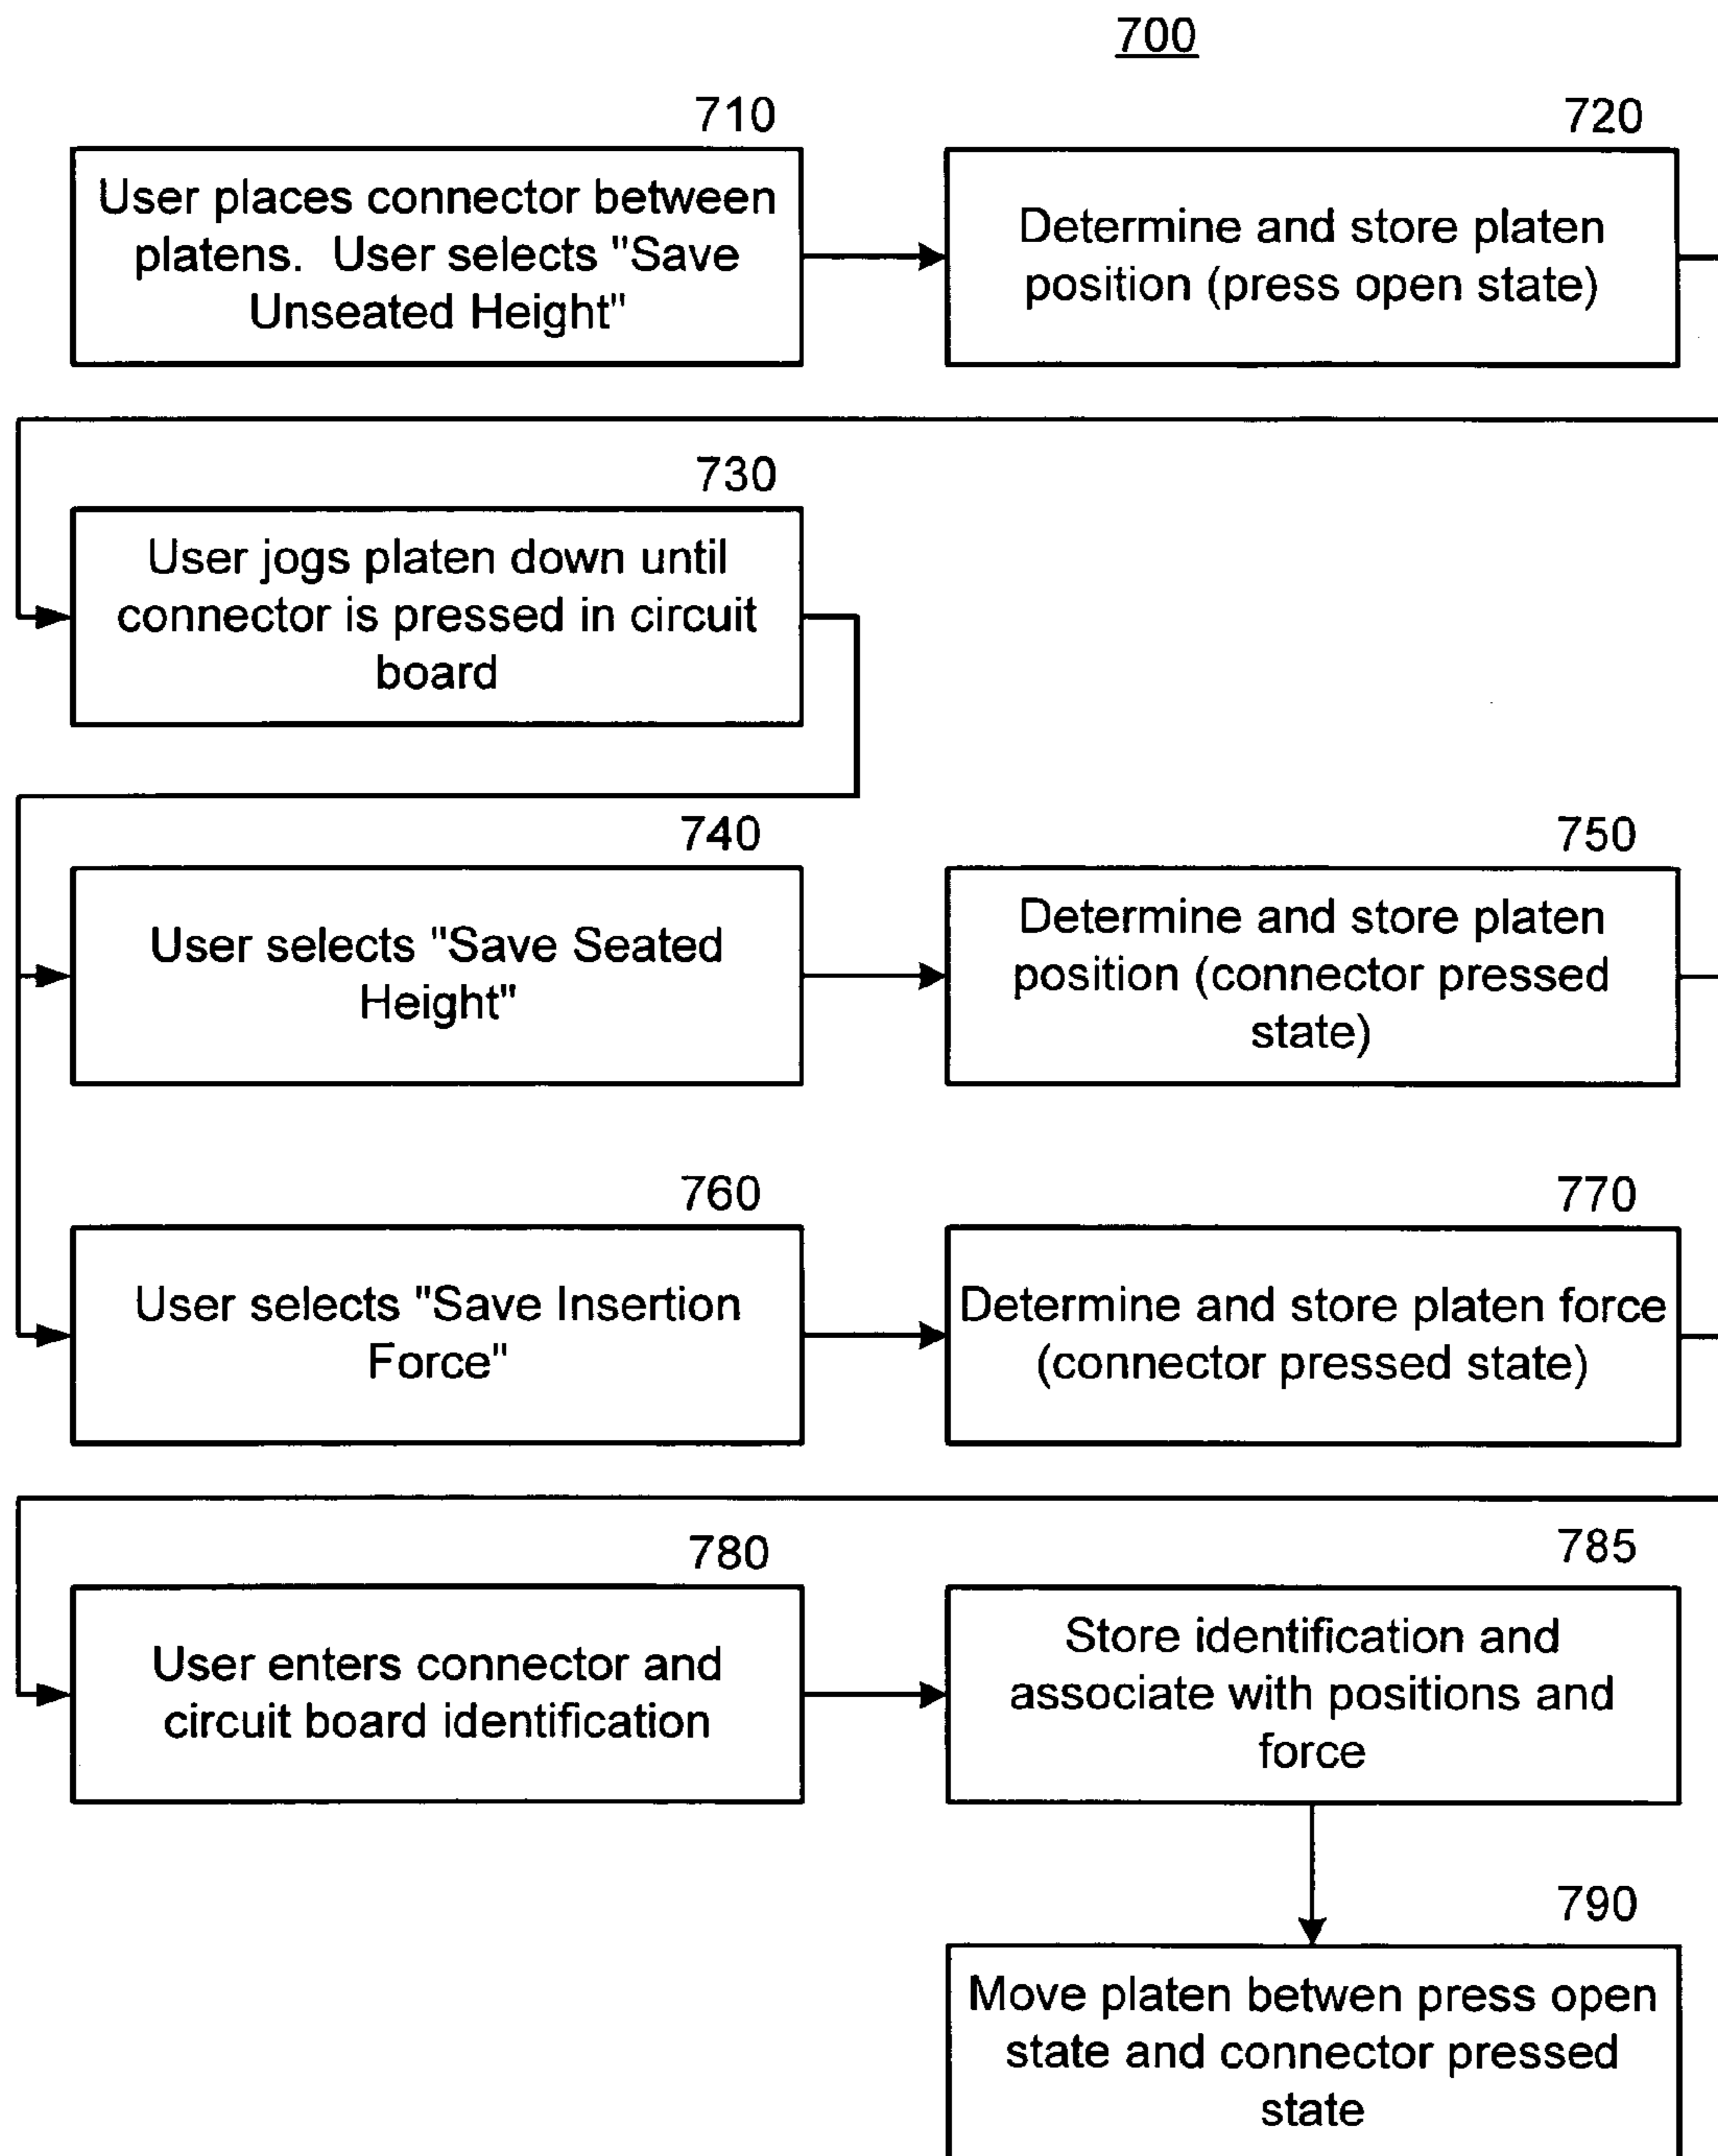 700
710
User places connector between
platens. User selects "Save
Unseated Height"
720
Determine and store platen
position (press open state)
730
User jogs platen down until
connector is pressed in circuit
board
740
User selects "Save Seated
Height"
750
Determine and store platen
position (connector pressed
state)
760
User selects "Save Insertion
Force"
770
Determine and store platen force
(connector pressed state)
780
User enters connector and
circuit board identification
785
Store identification and
associate with positions and
force
790
Move platen betwen press open
state and connector pressed
state